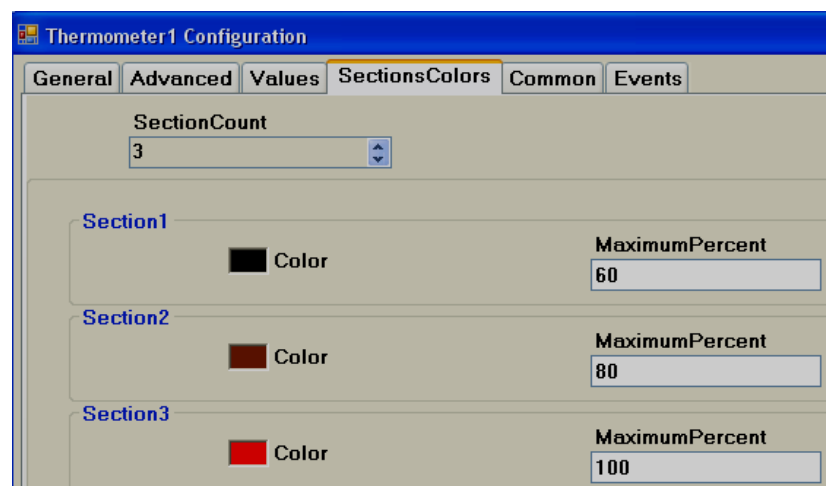 Thermometer1 Configuration
General Advanced Values SectionsColors Common Events
SectionCount
3
Section1
Color
MaximumPercent
60
Section2
Color
MaximumPercent
80
Section3
Color
MaximumPercent
100